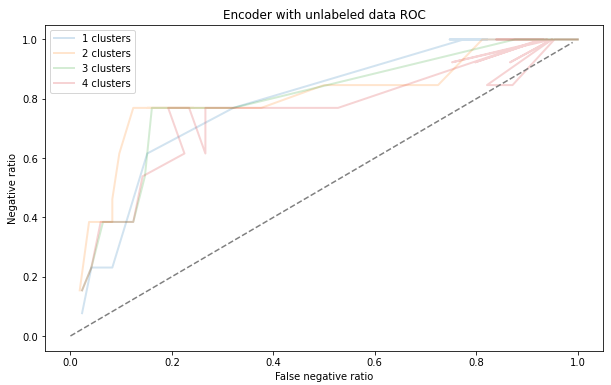 Encoder with unlabeled data ROC
1 clusters
2 clusters
3 clusters
4 clusters
Negative ratio
1.0
0.8
0.6
0.4
0.2
0.0
0.0 0.2 0.4 0.6 0.8 1.0
False negative ratio